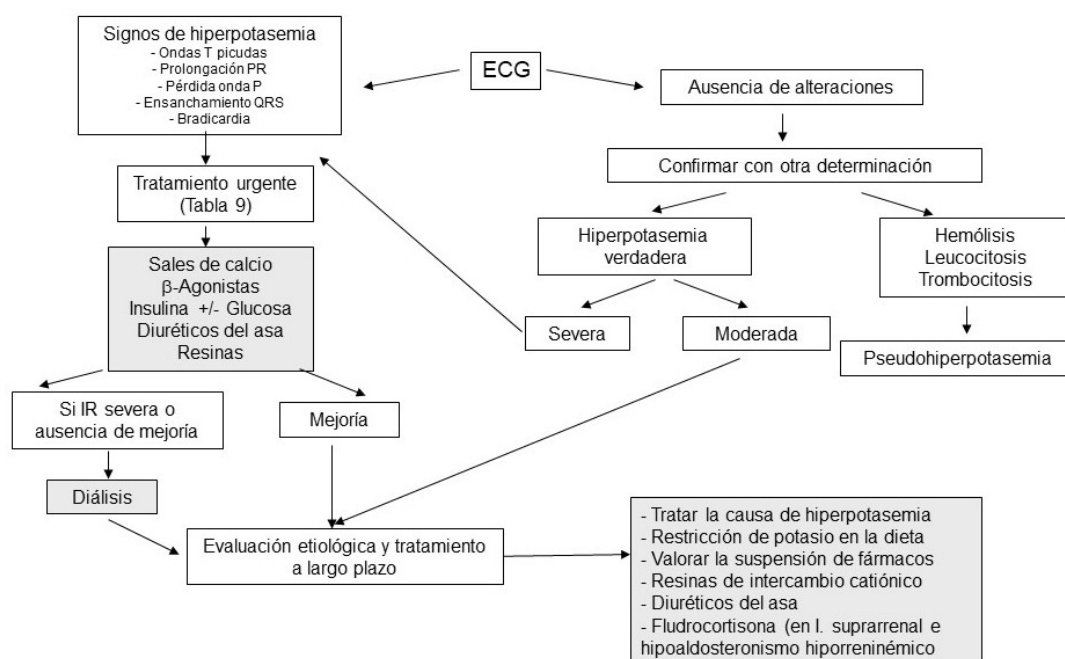 Signos de hiperpotasemia
- Ondas T picudas
- Prolongación PR
- Pérdida onda P
- Ensanchamiento QRS
- Bradicardia
ECG
Ausencia de alteraciones
Confirmar con otra determinación
Tratamiento urgente
(Tabla 9)
Hiperpotasemia
verdadera
Hemólisis
Leucocitosis
Trombocitosis
Sales de calcio
β-Agonistas
Insulina +/- Glucosa
Diuréticos del asa
Resinas
Severa
Moderada
Pseudohiperpotasemia
Si IR severa o
ausencia de mejoría
Mejoría
Diálisis
Evaluación etiológica y tratamiento
a largo plazo
- Tratar la causa de hiperpotasemia
- Restricción de potasio en la dieta
- Valorar la suspensión de fármacos
- Resinas de intercambio catiónico
- Diuréticos del asa
- Fludrocortisona (en I. suprarrenal e
hipoaldosteronismo hiporreninémico